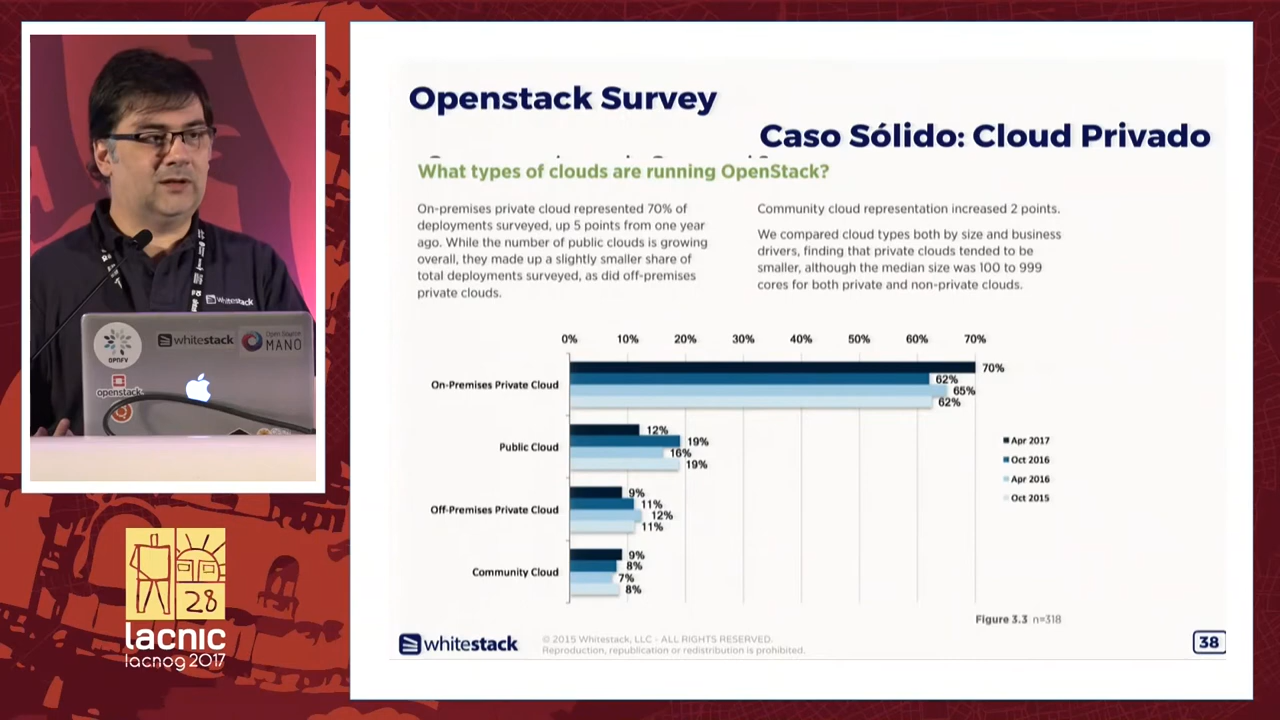 Openstack Survey
Caso Sólido: Cloud Privado
What types of clouds are running OpenStack?
On-premises private cloud represented 70% of
deployments surveyed, up 5 points from one year
ago. While the number of public clouds is growing
overall, they made up a slightly smaller share of
total deployments surveyed, as did off-premises
private clouds.
Community cloud representation increased 2 points.
We compared cloud types both by size and business
drivers, finding that private clouds tended to be
smaller, although the median size was 100 to 999
cores for both private and non-private clouds.
0% 10% 20% 30% 40% 50% 60% 70%
On-Premises Private Cloud
70%
62%
65%
62%
Public Cloud
12%
19%
16%
19%
Off-Premises Private Cloud
9%
11%
12%
11%
Community Cloud
9%
8%
7%
8%
Apr 2017
Oct 2016
Apr 2016
Oct 2015
Figure 3.3 n=318
whitestack
© 2015 Whitestack, LLC - ALL RIGHTS RESERVED.
Reproduction, republication or redistribution is prohibited.
38
whitestack
OPNFV
whitestack
Open Source
MANO
openstack.
28
lacnic
lacnog 2017